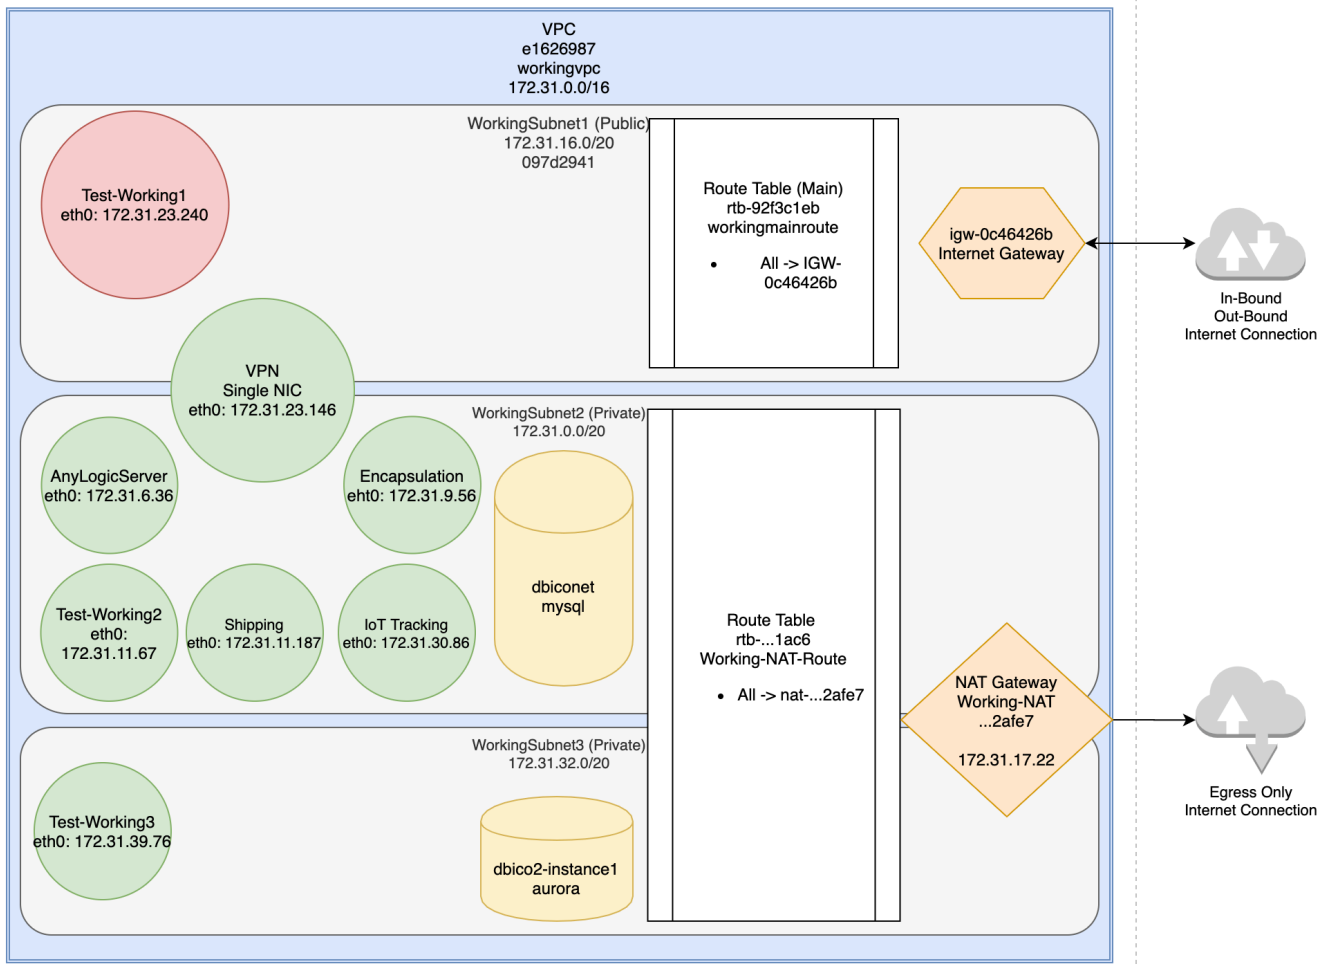 VPC
e1626987
workingvpc
172.31.0.0/16
WorkingSubnet1 (Public)
172.31.16.0/20
097d2941
Test-Working1
eth0: 172.31.23.240
Route Table (Main)
rtb-92f3c1eb
workingmainroute
• All -> IGW-
0c46426b
igw-0c46426b
Internet Gateway
In-Bound
Out-Bound
Internet Connection
VPN
Single NIC
eth0: 172.31.23.146
WorkingSubnet2 (Private)
172.31.0.0/20
AnyLogicServer
eth0: 172.31.6.36
Encapsulation
eht0: 172.31.9.56
dbiconet
mysql
Test-Working2
eth0:
172.31.11.67
Shipping
eth0: 172.31.11.187
IoT Tracking
eth0: 172.31.30.86
Route Table
rtb-...1ac6
Working-NAT-Route
• All -> nat-...2afe7
NAT Gateway
Working-NAT
...2afe7
172.31.17.22
Egress Only
Internet Connection
WorkingSubnet3 (Private)
172.31.32.0/20
Test-Working3
eth0: 172.31.39.76
dbico2-instance1
aurora